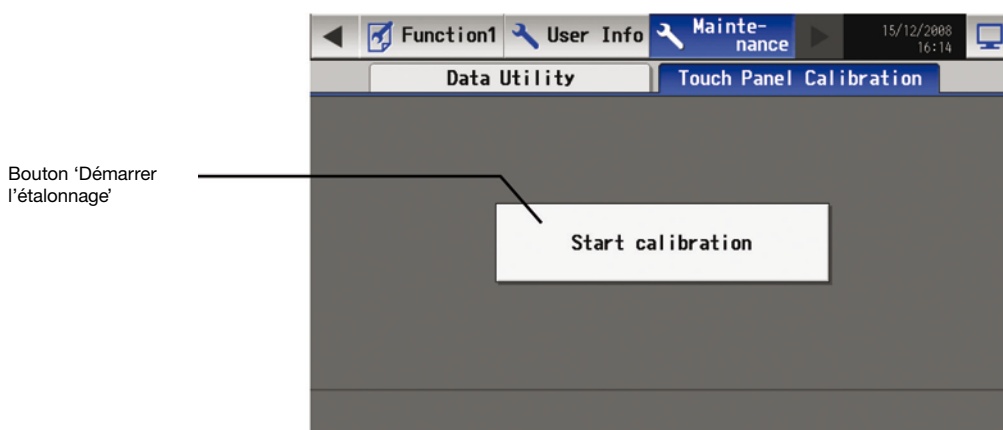 Function1 User Info Mainte-
nance
15/12/2008
16:14
Data Utility Touch Panel Calibration
Bouton ‘Démarrer
l’étalonnage’
Start calibration